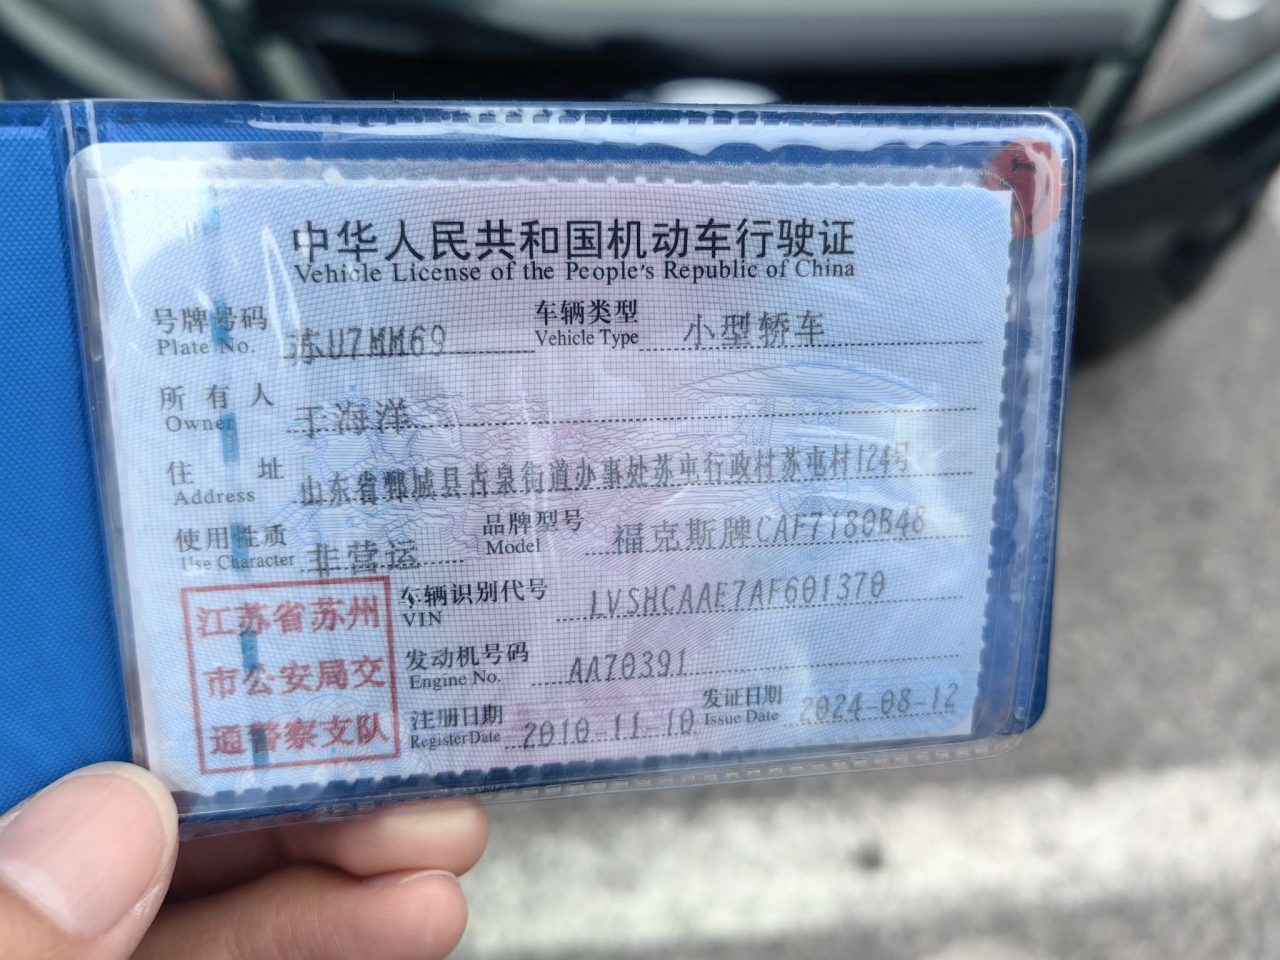 中华人民共和国机动车行驶证
Vehicle License of the People's Republic of China
号牌号码 Plate No. 苏U7MM69 车辆类型 Vehicle Type 小型轿车
所有人 Owner 于海洋
住址 Address 山东省鄄城县古泉街道办事处苏屯行政村苏屯村124号
使用性质 Use Character 非营运 品牌型号 Model 福克斯牌CAF7180B48
车辆识别代号 VIN LVSHCAAE7AF601370
发动机号码 Engine No. AA70391
注册日期 Register Date 2010-11-10 发证日期 Issue Date 2024-08-12
江苏省苏州
市公安局交
通警察支队